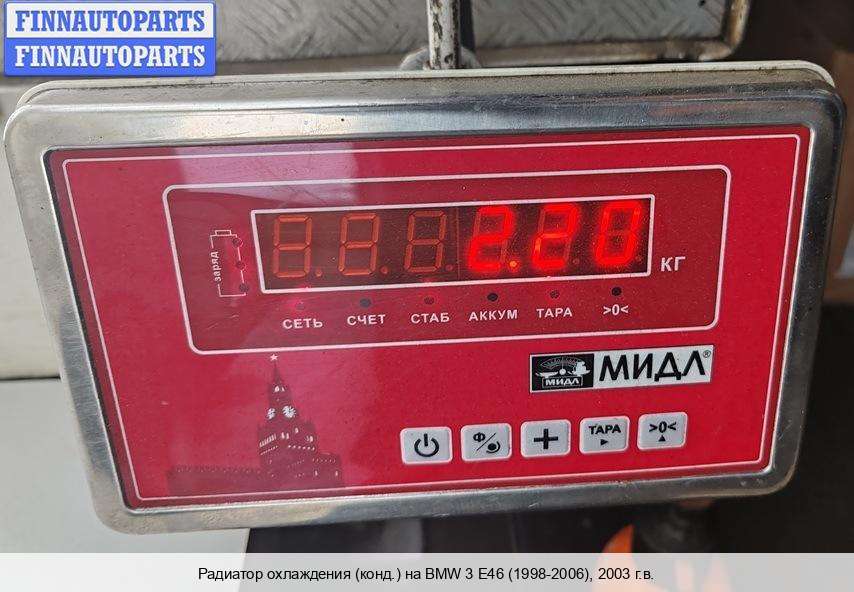 FINNAUTOPARTS
FINNAUTOPARTS
заряд
2.20
КГ
СЕТЬ СЧЕТ СТАБ АККУМ ТАРА >0<
МИДЛ МИДЛ®
Ф ТАРА >0<
Радиатор охлаждения (конд.) на BMW 3 E46 (1998-2006), 2003 г.в.